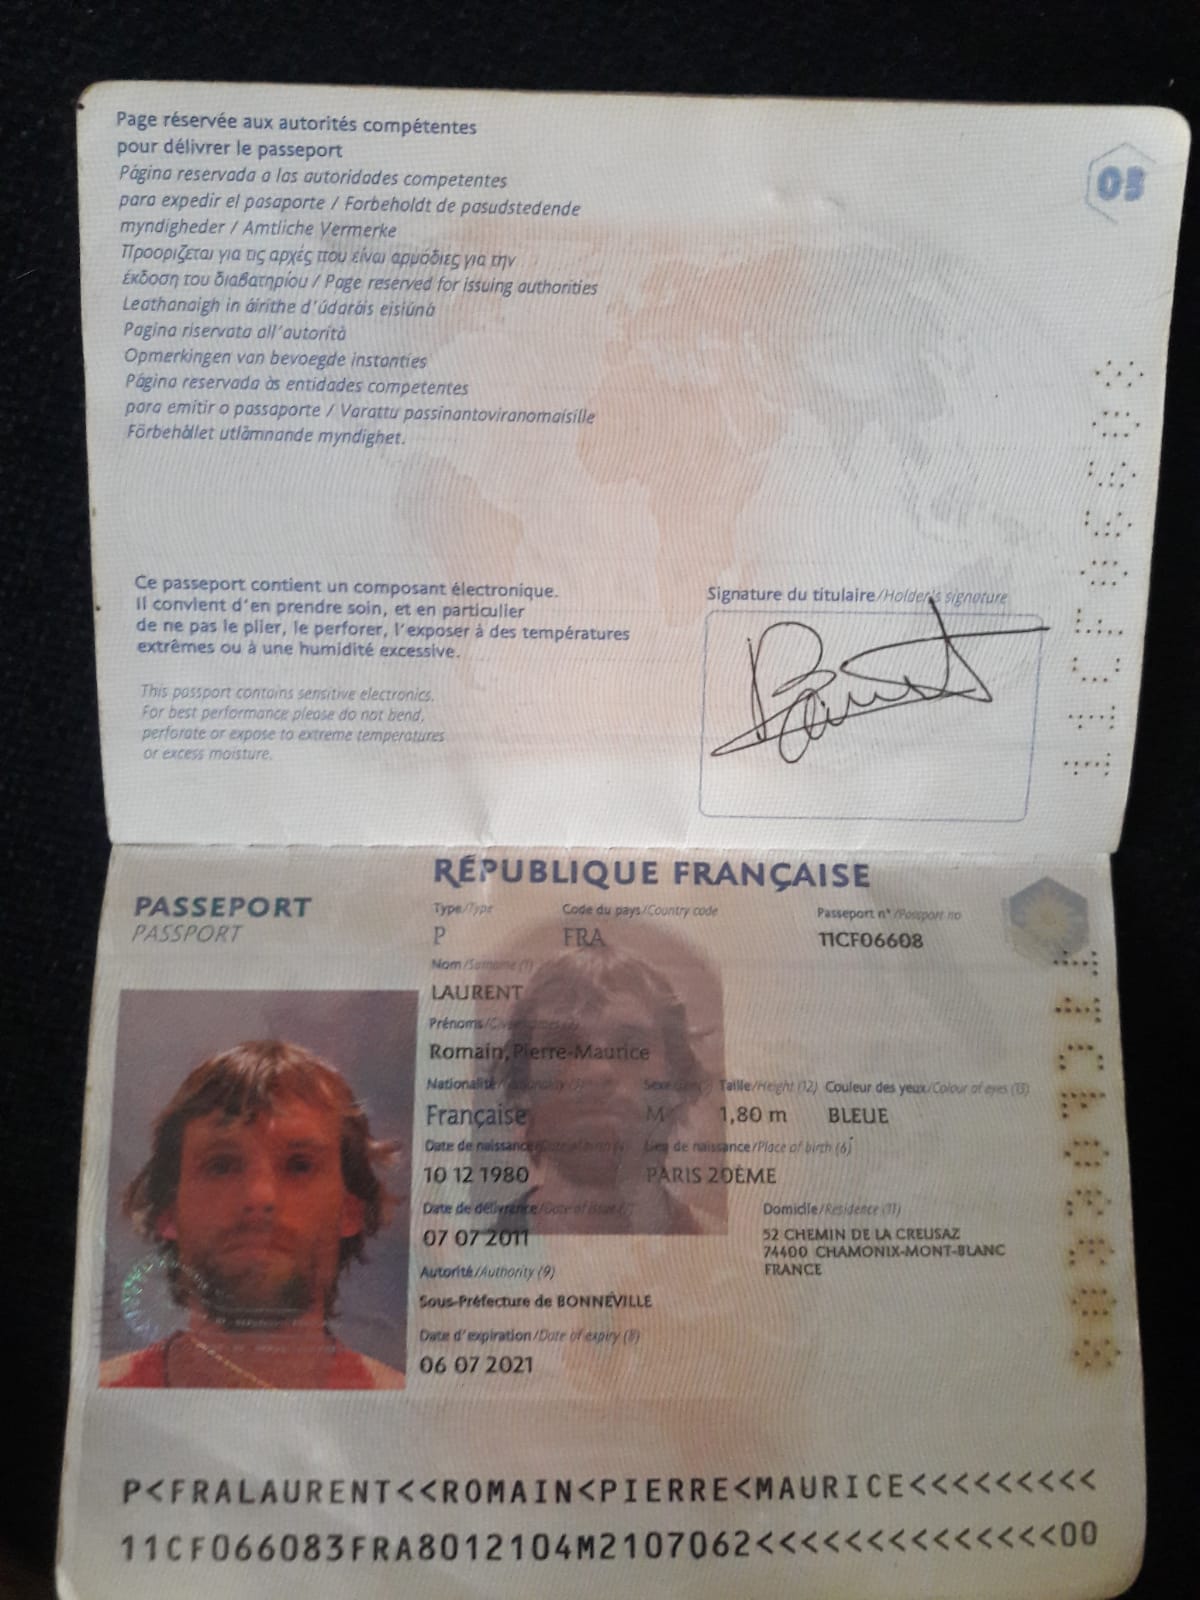 Page réservée aux autorités compétentes
pour délivrer le passeport
Página reservada a las autoridades competentes
para expedir el pasaporte / Forbeholdt de pasudstedende
myndigheder / Amtliche Vermerke
Προορίζεται για τις αρχές που είναι αρμόδιες για την
έκδοση του διαβατηρίου / Page reserved for issuing authorities
Leathanaigh in áirithe d'údaráis eisiúná
Pagina riservata all'autorità
Opmerkingen van bevoegde instanties
Página reservada às entidades competentes
para emitir o passaporte / Varattu passinantoviranomaisille
Förbehållet utlämnande myndighet.
03
Ce passeport contient un composant électronique.
Il convient d'en prendre soin, et en particulier
de ne pas le plier, le perforer, l'exposer à des températures
extrêmes ou à une humidité excessive.
This passport contains sensitive electronics.
For best performance please do not bend,
perforate or expose to extreme temperatures
or excess moisture.
Signature du titulaire/Holder's signature
11CF06608
RÉPUBLIQUE FRANÇAISE
PASSEPORT
PASSPORT
Type/Type Code du pays/Country code Passeport n°/Passport no
P FRA 11CF06608
Nom/Surname (1)
LAURENT
Prénoms/Given names (2)
Romain, Pierre-Maurice
Nationalité/Nationality (3) Sexe Taille/Height (12) Couleur des yeux/Colour of eyes (13)
Française M 1,80 m BLEUE
Date de naissance/Date of birth Lieu de naissance/Place of birth (6)
10 12 1980 PARIS 20ÈME
Date de délivrance/Date of issue (7) Domicile/Residence (11)
07 07 2011 52 CHEMIN DE LA CREUSAZ
74400 CHAMONIX-MONT-BLANC
FRANCE
Autorité/Authority (9)
Sous-Préfecture de BONNEVILLE
Date d'expiration/Date of expiry (8)
06 07 2021
11CF06608
P<FRALAURENT<<ROMAIN<PIERRE<MAURICE<<<<<<<<<
11CF066083FRA8012104M2107062<<<<<<<<<<<<<<00